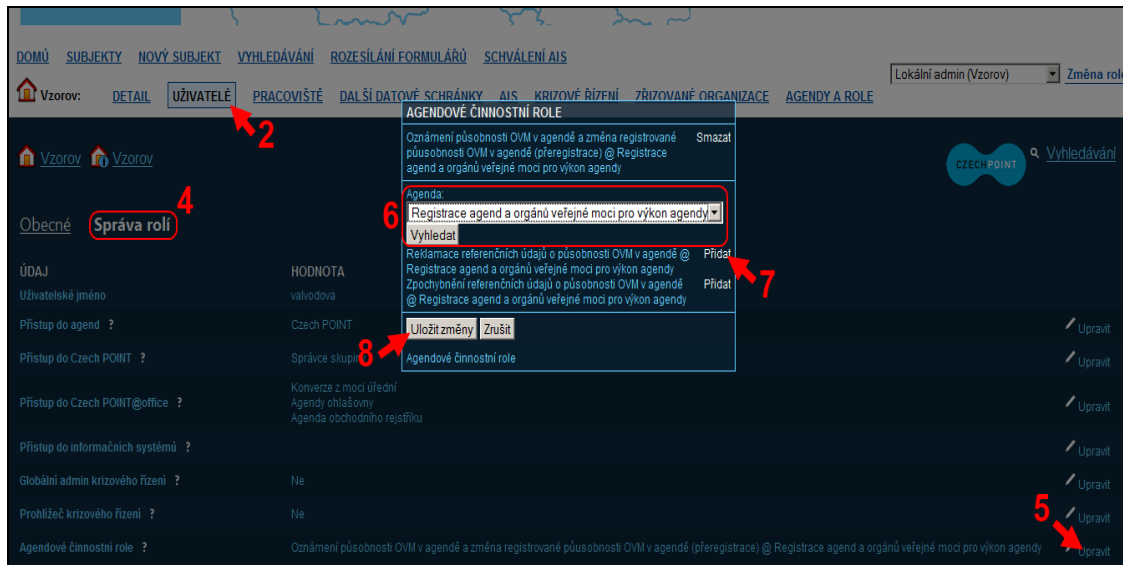 DOMŮ SUBJEKTY NOVÝ SUBJEKT VYHLEDÁVÁNÍ ROZESÍLÁNÍ FORMULÁŘŮ SCHVÁLENÍ AIS
Lokální admin (Vzorov) Změna role
Vzorov: DETAIL UŽIVATELÉ PRACOVIŠTĚ DALŠÍ DATOVÉ SCHRÁNKY AIS KRIZOVÉ ŘÍZENÍ ZŘIZOVANÉ ORGANIZACE AGENDY A ROLE
2
AGENDOVÉ ČINNOSTNÍ ROLE
Oznámení působnosti OVM v agendě a změna registrované Smazat
půusobnosti OVM v agendě (přeregistrace) @ Registrace
agend a orgánů veřejné moci pro výkon agendy
Vzorov Vzorov
CZECHPOINT
Vyhledávání
4
Obecné Správa rolí
6
Agenda:
Registrace agend a orgánů veřejné moci pro výkon agendy
Vyhledat
Reklamace referenčních údajů o působnosti OVM v agendě @ Přidat
Registrace agend a orgánů veřejné moci pro výkon agendy
Zpochybnění referenčních údajů o působnosti OVM v agendě Přidat
@ Registrace agend a orgánů veřejné moci pro výkon agendy
7
Uložit změny Zrušit
8
Agendové činnostní role
ÚDAJ HODNOTA
Uživatelské jméno valvodova
Přístup do agend ? Czech POINT Upravit
Přístup do Czech POINT ? Správce skupin Upravit
Přístup do Czech POINT@office ? Konverze z moci úřední
Agendy ohlašovny Upravit
Agenda obchodního rejstříku
Přístup do informačních systémů ? Upravit
Globální admin krizového řízení ? Ne Upravit
Prohlížeč krizového řízení ? Ne Upravit
5
Agendové činnostní role ? Oznámení působnosti OVM v agendě a změna registrované půusobnosti OVM v agendě (přeregistrace) @ Registrace agend a orgánů veřejné moci pro výkon agendy Upravit